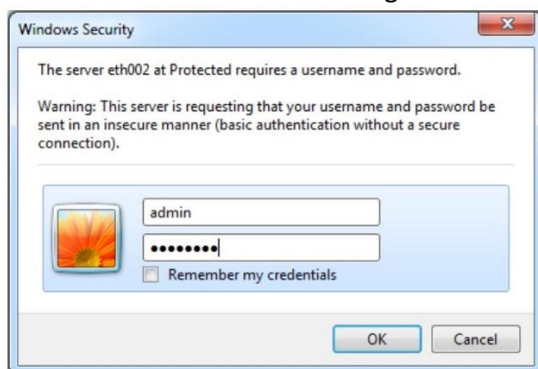 Windows Security
The server eth002 at Protected requires a username and password.
Warning: This server is requesting that your username and password be
sent in an insecure manner (basic authentication without a secure
connection).
admin
••••••••
Remember my credentials
OK
Cancel